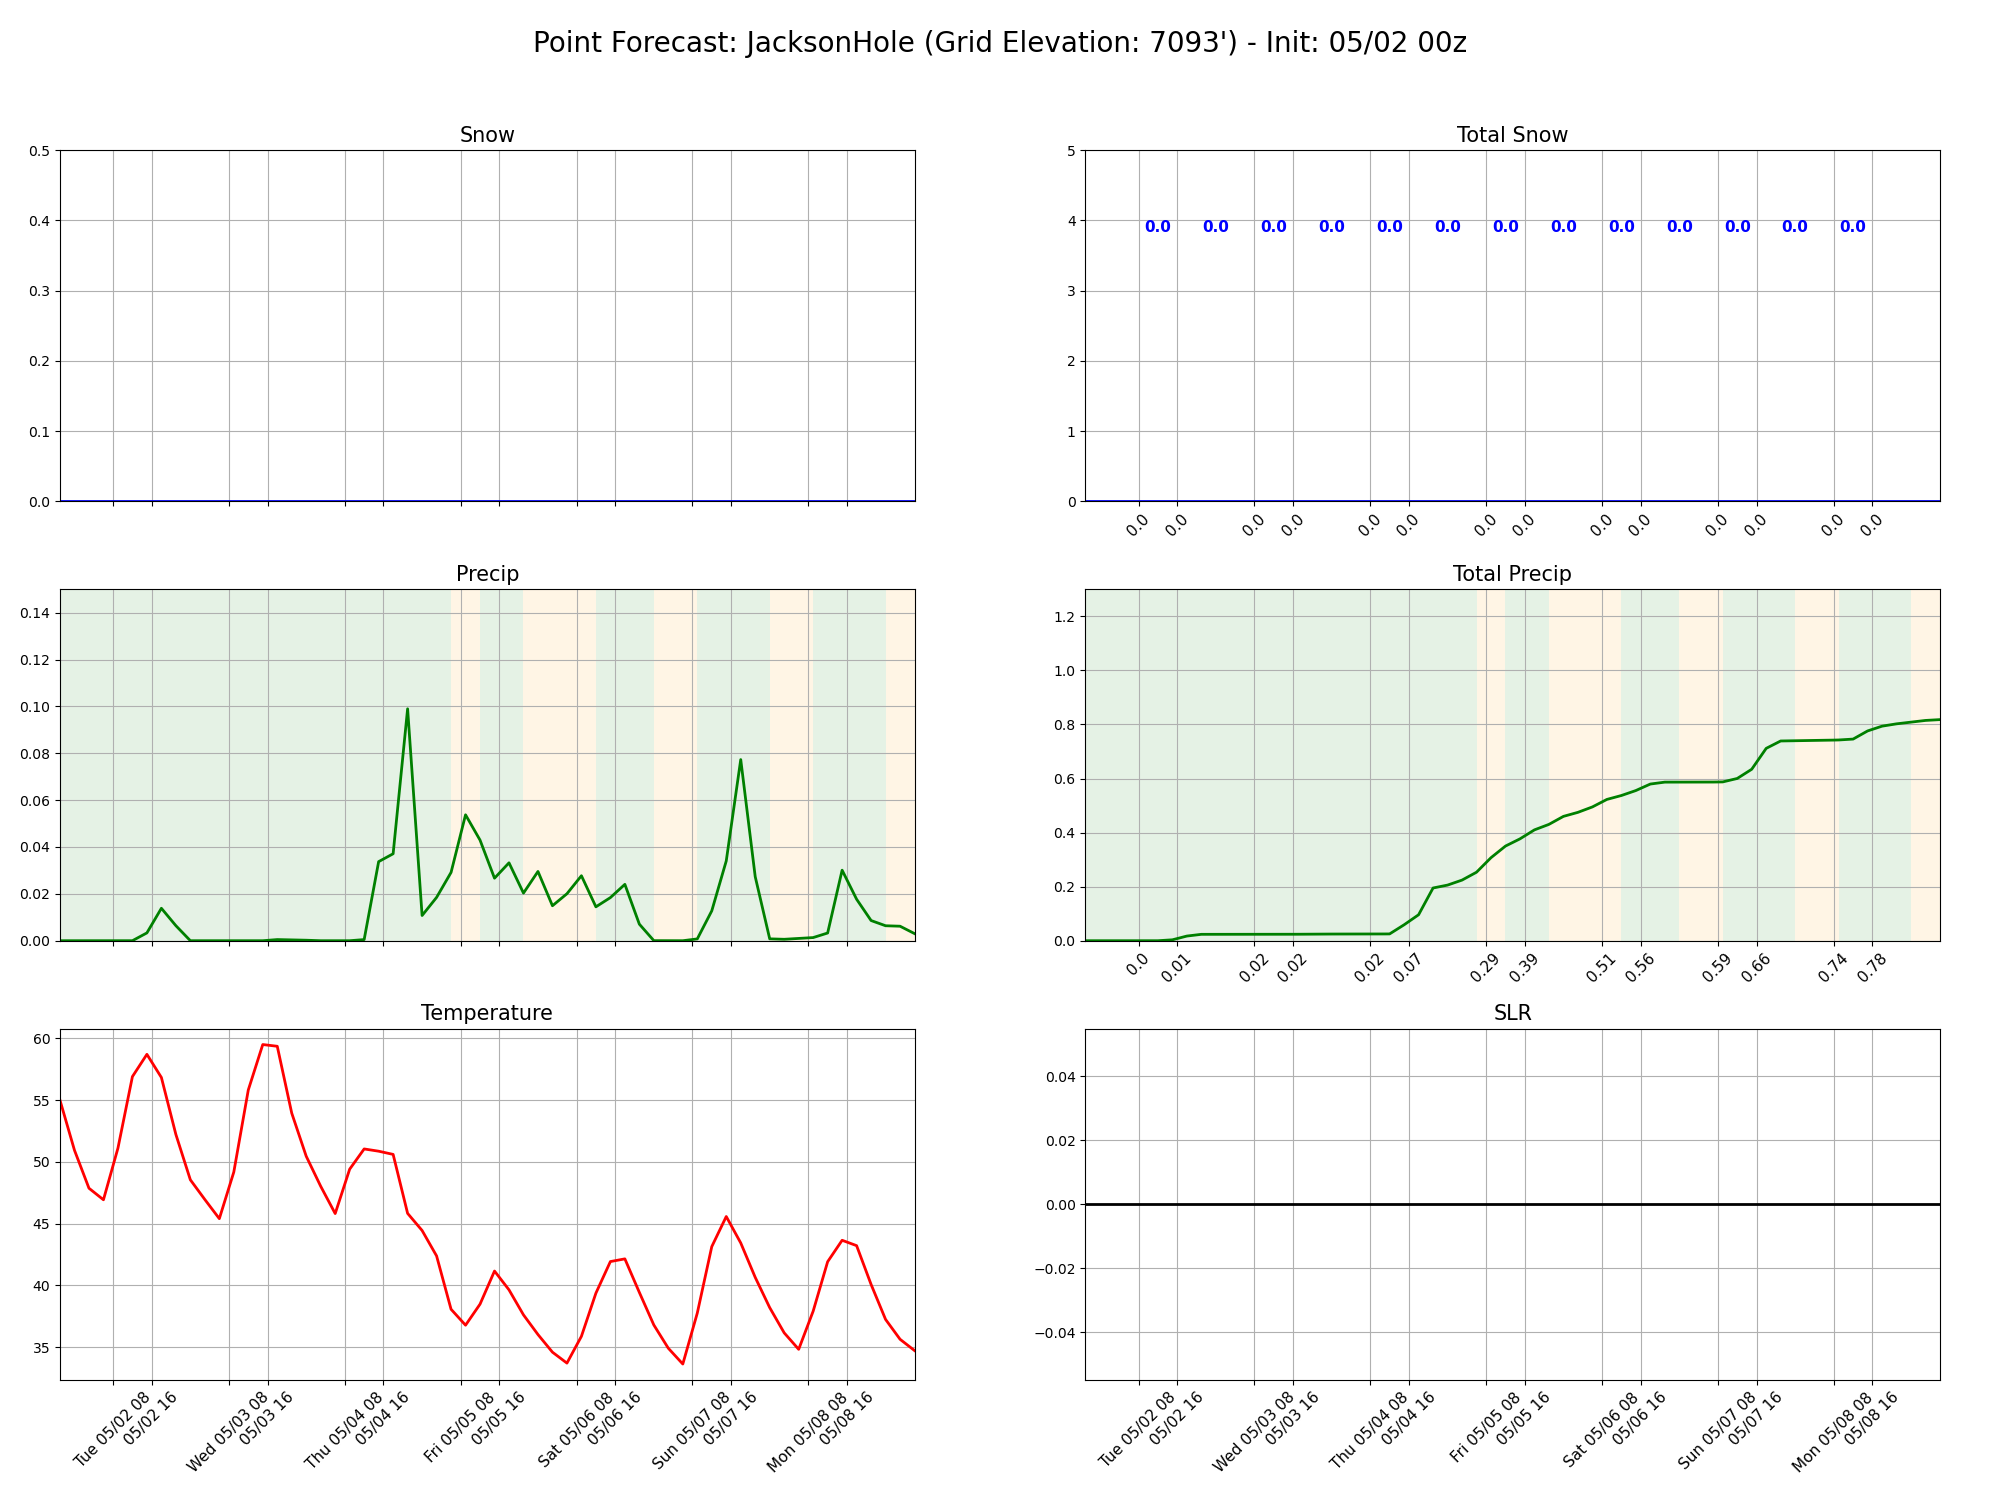 Point Forecast: JacksonHole (Grid Elevation: 7093') - Init: 05/02 00z
Snow
0.5
0.4
0.3
0.2
0.1
0.0
Total Snow
5
4
3
2
1
0
0.0 0.0 0.0 0.0 0.0 0.0 0.0 0.0 0.0 0.0 0.0 0.0 0.0
0.0 0.0 0.0 0.0 0.0 0.0 0.0 0.0 0.0 0.0 0.0 0.0 0.0 0.0
Precip
0.14
0.12
0.10
0.08
0.06
0.04
0.02
0.00
Total Precip
1.2
1.0
0.8
0.6
0.4
0.2
0.0
0.0 0.01 0.02 0.02 0.02 0.07 0.29 0.39 0.51 0.56 0.59 0.66 0.74 0.78
Temperature
60
55
50
45
40
35
Tue 05/02 08
05/02 16
Wed 05/03 08
05/03 16
Thu 05/04 08
05/04 16
Fri 05/05 08
05/05 16
Sat 05/06 08
05/06 16
Sun 05/07 08
05/07 16
Mon 05/08 08
05/08 16
SLR
0.04
0.02
0.00
−0.02
−0.04
Tue 05/02 08
05/02 16
Wed 05/03 08
05/03 16
Thu 05/04 08
05/04 16
Fri 05/05 08
05/05 16
Sat 05/06 08
05/06 16
Sun 05/07 08
05/07 16
Mon 05/08 08
05/08 16